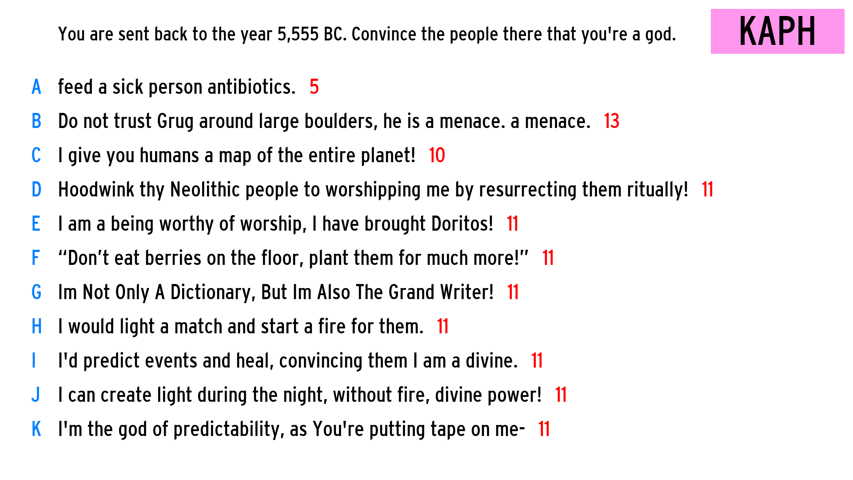 You are sent back to the year 5,555 BC. Convince the people there that you're a god.
KAPH
A feed a sick person antibiotics. 5
B Do not trust Grug around large boulders, he is a menace. a menace. 13
C I give you humans a map of the entire planet! 10
D Hoodwink thy Neolithic people to worshipping me by resurrecting them ritually! 11
E I am a being worthy of worship, I have brought Doritos! 11
F “Don’t eat berries on the floor, plant them for much more!” 11
G Im Not Only A Dictionary, But Im Also The Grand Writer! 11
H I would light a match and start a fire for them. 11
I I'd predict events and heal, convincing them I am a divine. 11
J I can create light during the night, without fire, divine power! 11
K I'm the god of predictability, as You're putting tape on me- 11